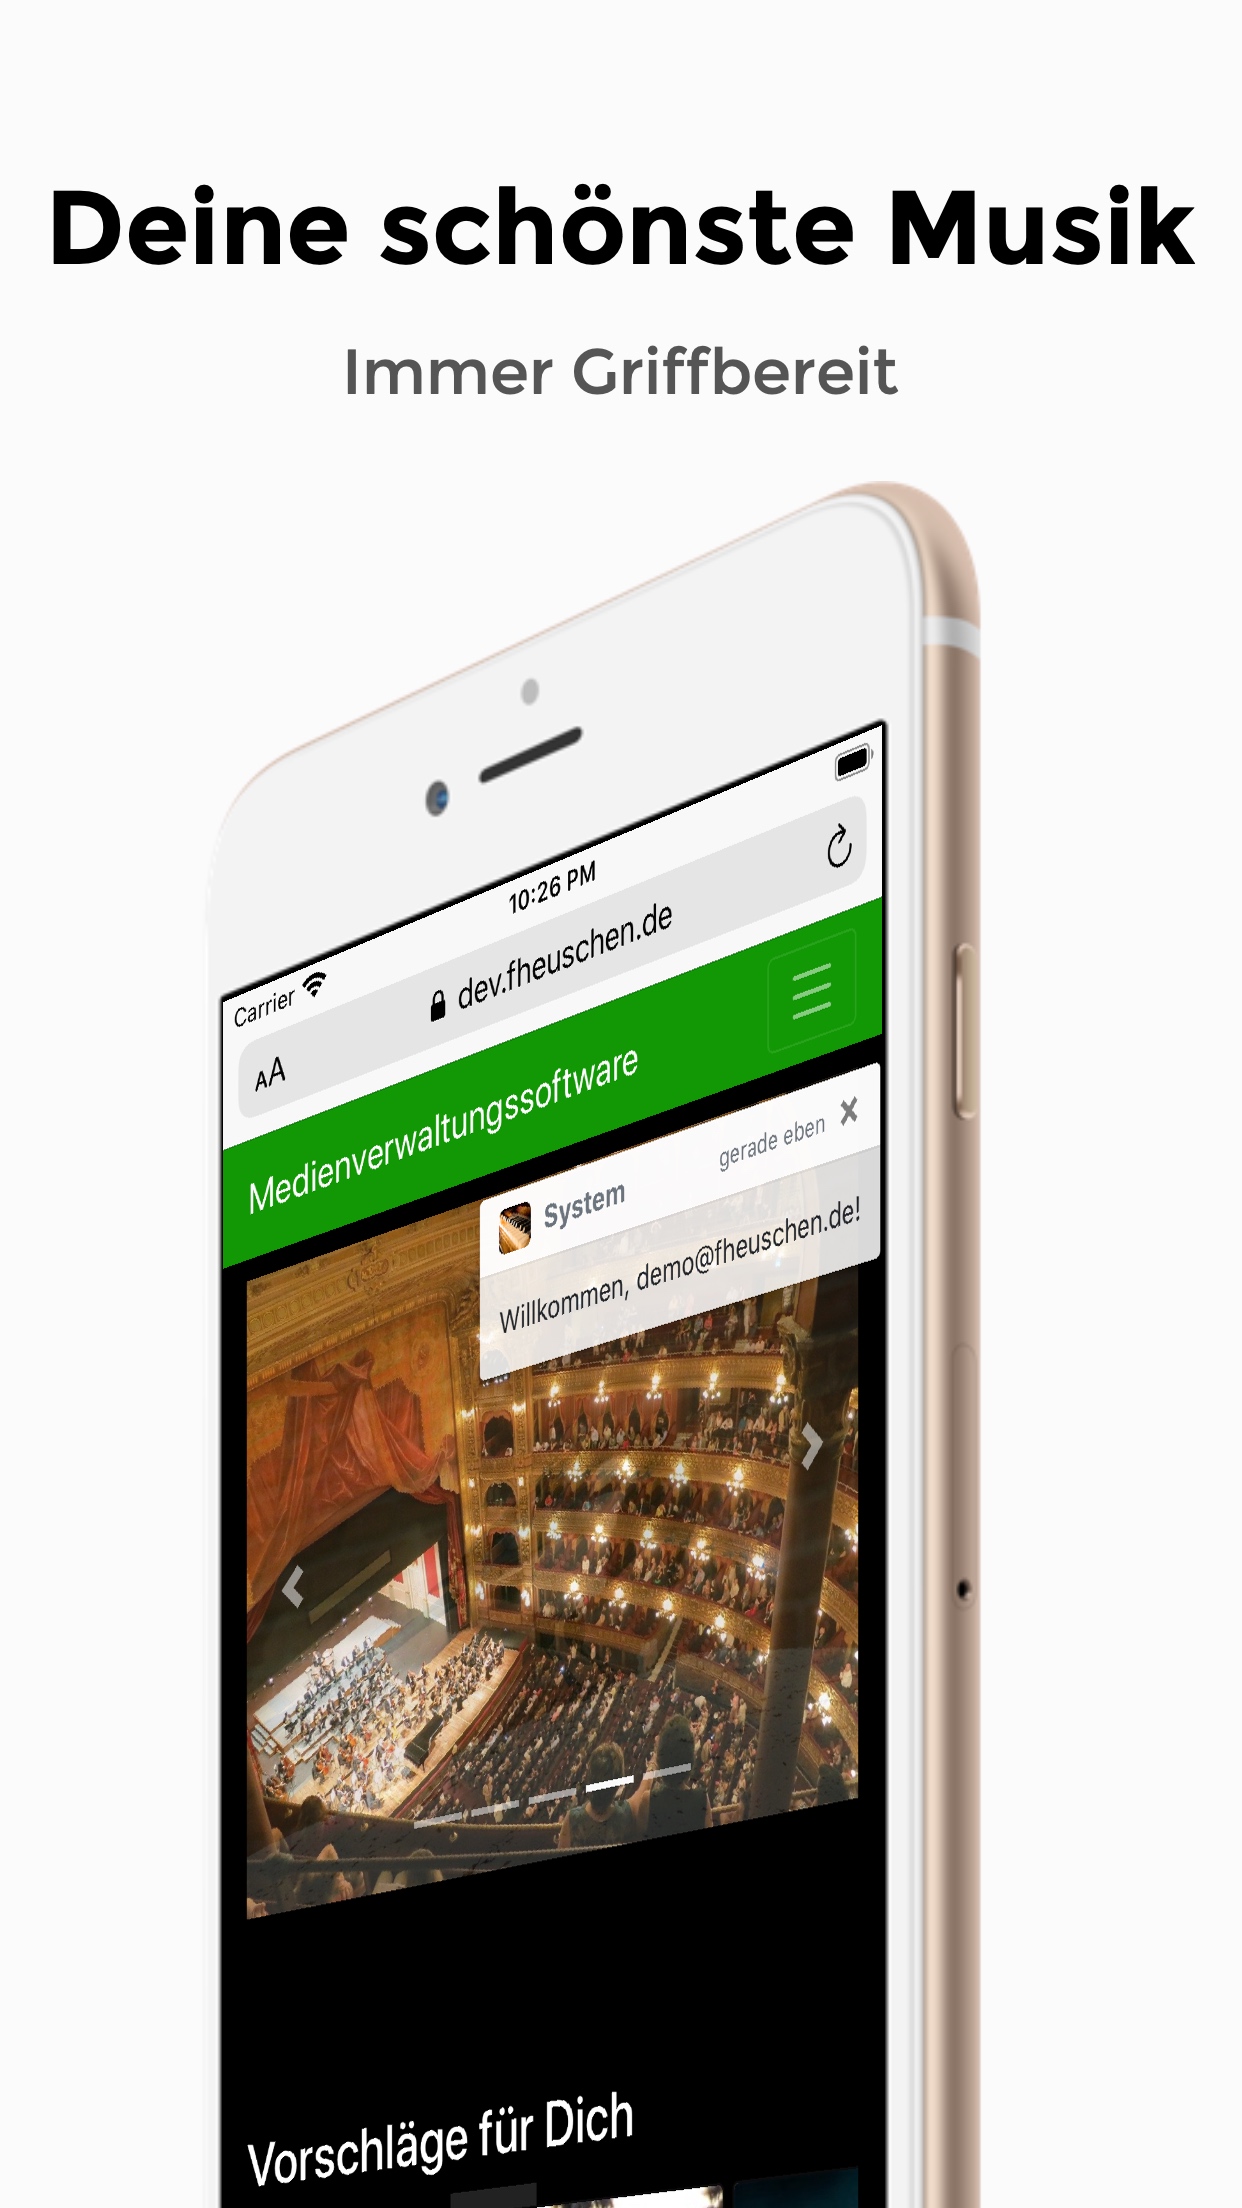 Deine schönste Musik
Immer Griffbereit
Carrier 10:26 PM
AA dev.fheuschen.de
Medienverwaltungssoftware
System gerade eben
Willkommen, demo@fheuschen.de!
Vorschläge für Dich